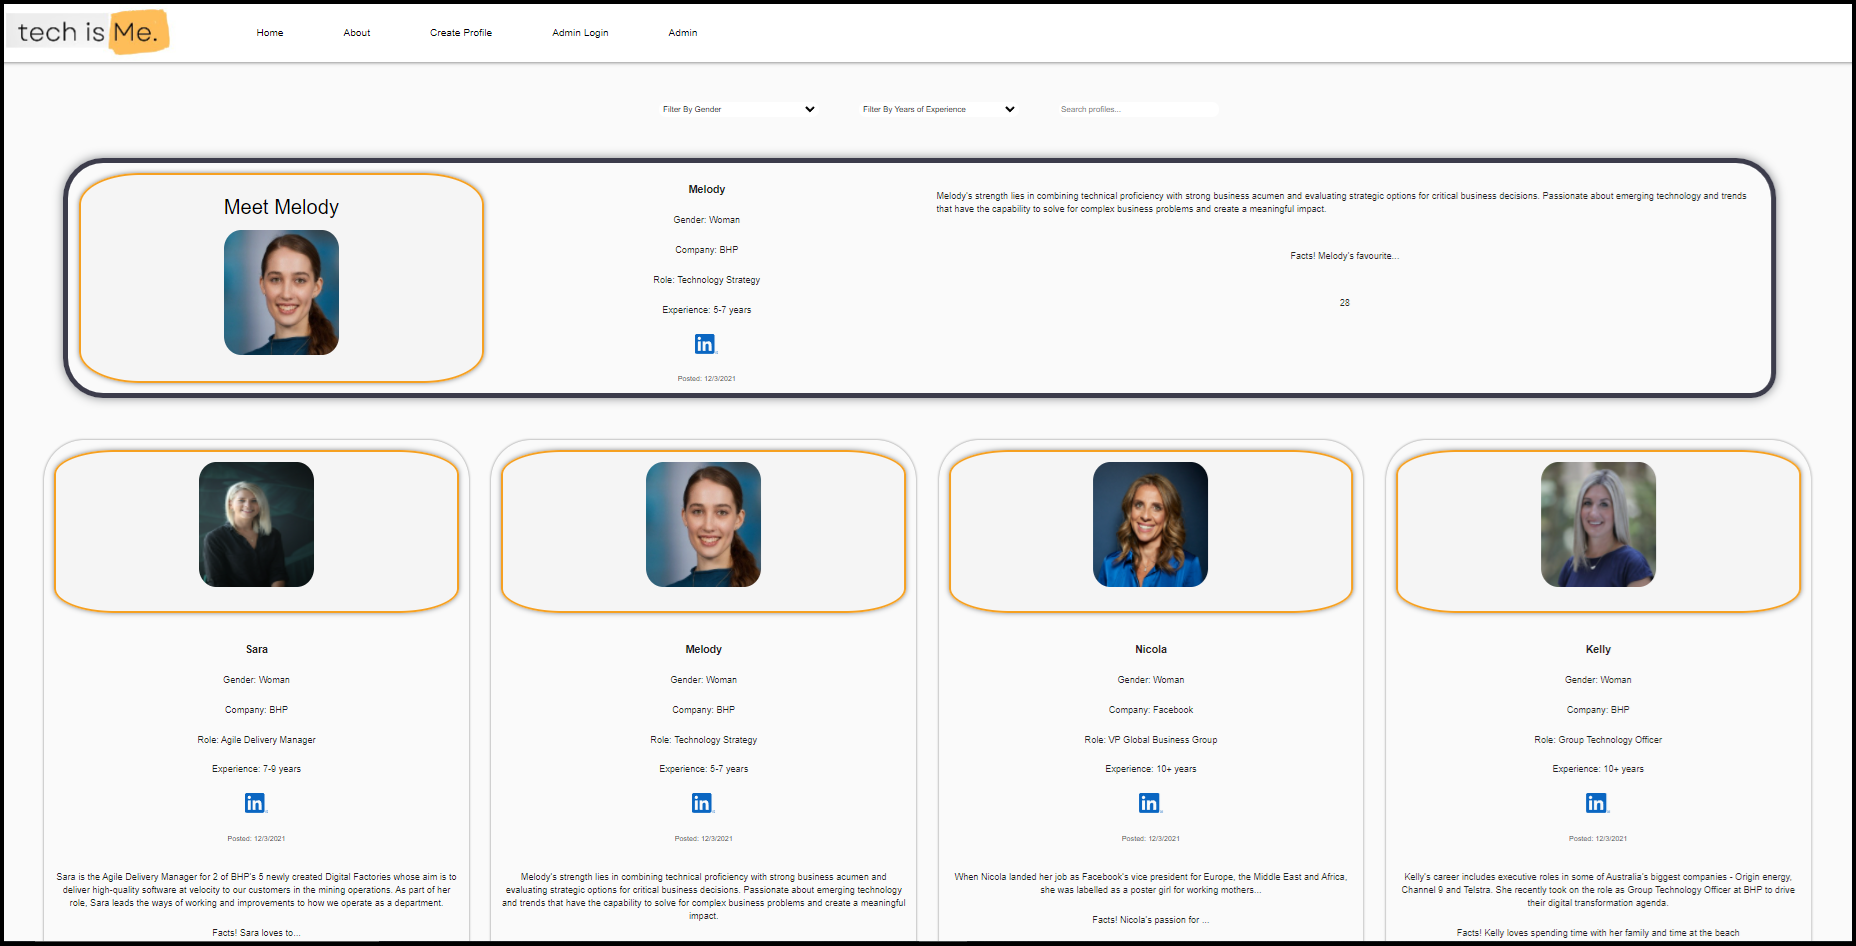 tech is Me.
Home About Create Profile Admin Login Admin
Filter By Gender Filter By Years of Experience Search profiles...
Meet Melody
Melody
Gender: Woman
Company: BHP
Role: Technology Strategy
Experience: 5-7 years
in
Posted: 12/3/2021
Melody's strength lies in combining technical proficiency with strong business acumen and evaluating strategic options for critical business decisions. Passionate about emerging technology and trends
that have the capability to solve for complex business problems and create a meaningful impact.
Facts! Melody's favourite...
28
Sara
Gender: Woman
Company: BHP
Role: Agile Delivery Manager
Experience: 7-9 years
in
Posted: 12/3/2021
Sara is the Agile Delivery Manager for 2 of BHP's 5 newly created Digital Factories whose aim is to
deliver high-quality software at velocity to our customers in the mining operations. As part of her
role, Sara leads the ways of working and improvements to how we operate as a department.
Facts! Sara loves to...
Melody
Gender: Woman
Company: BHP
Role: Technology Strategy
Experience: 5-7 years
in
Posted: 12/3/2021
Melody's strength lies in combining technical proficiency with strong business acumen and
evaluating strategic options for critical business decisions. Passionate about emerging technology
and trends that have the capability to solve for complex business problems and create a meaningful
impact.
Nicola
Gender: Woman
Company: Facebook
Role: VP Global Business Group
Experience: 10+ years
in
Posted: 12/3/2021
When Nicola landed her job as Facebook's vice president for Europe, the Middle East and Africa,
she was labelled as a poster girl for working mothers...
Facts! Nicola's passion for ...
Kelly
Gender: Woman
Company: BHP
Role: Group Technology Officer
Experience: 10+ years
in
Posted: 12/3/2021
Kelly's career includes executive roles in some of Australia's biggest companies - Origin energy,
Channel 9 and Telstra. She recently took on the role as Group Technology Officer at BHP to drive
their digital transformation agenda.
Facts! Kelly loves spending time with her family and time at the beach